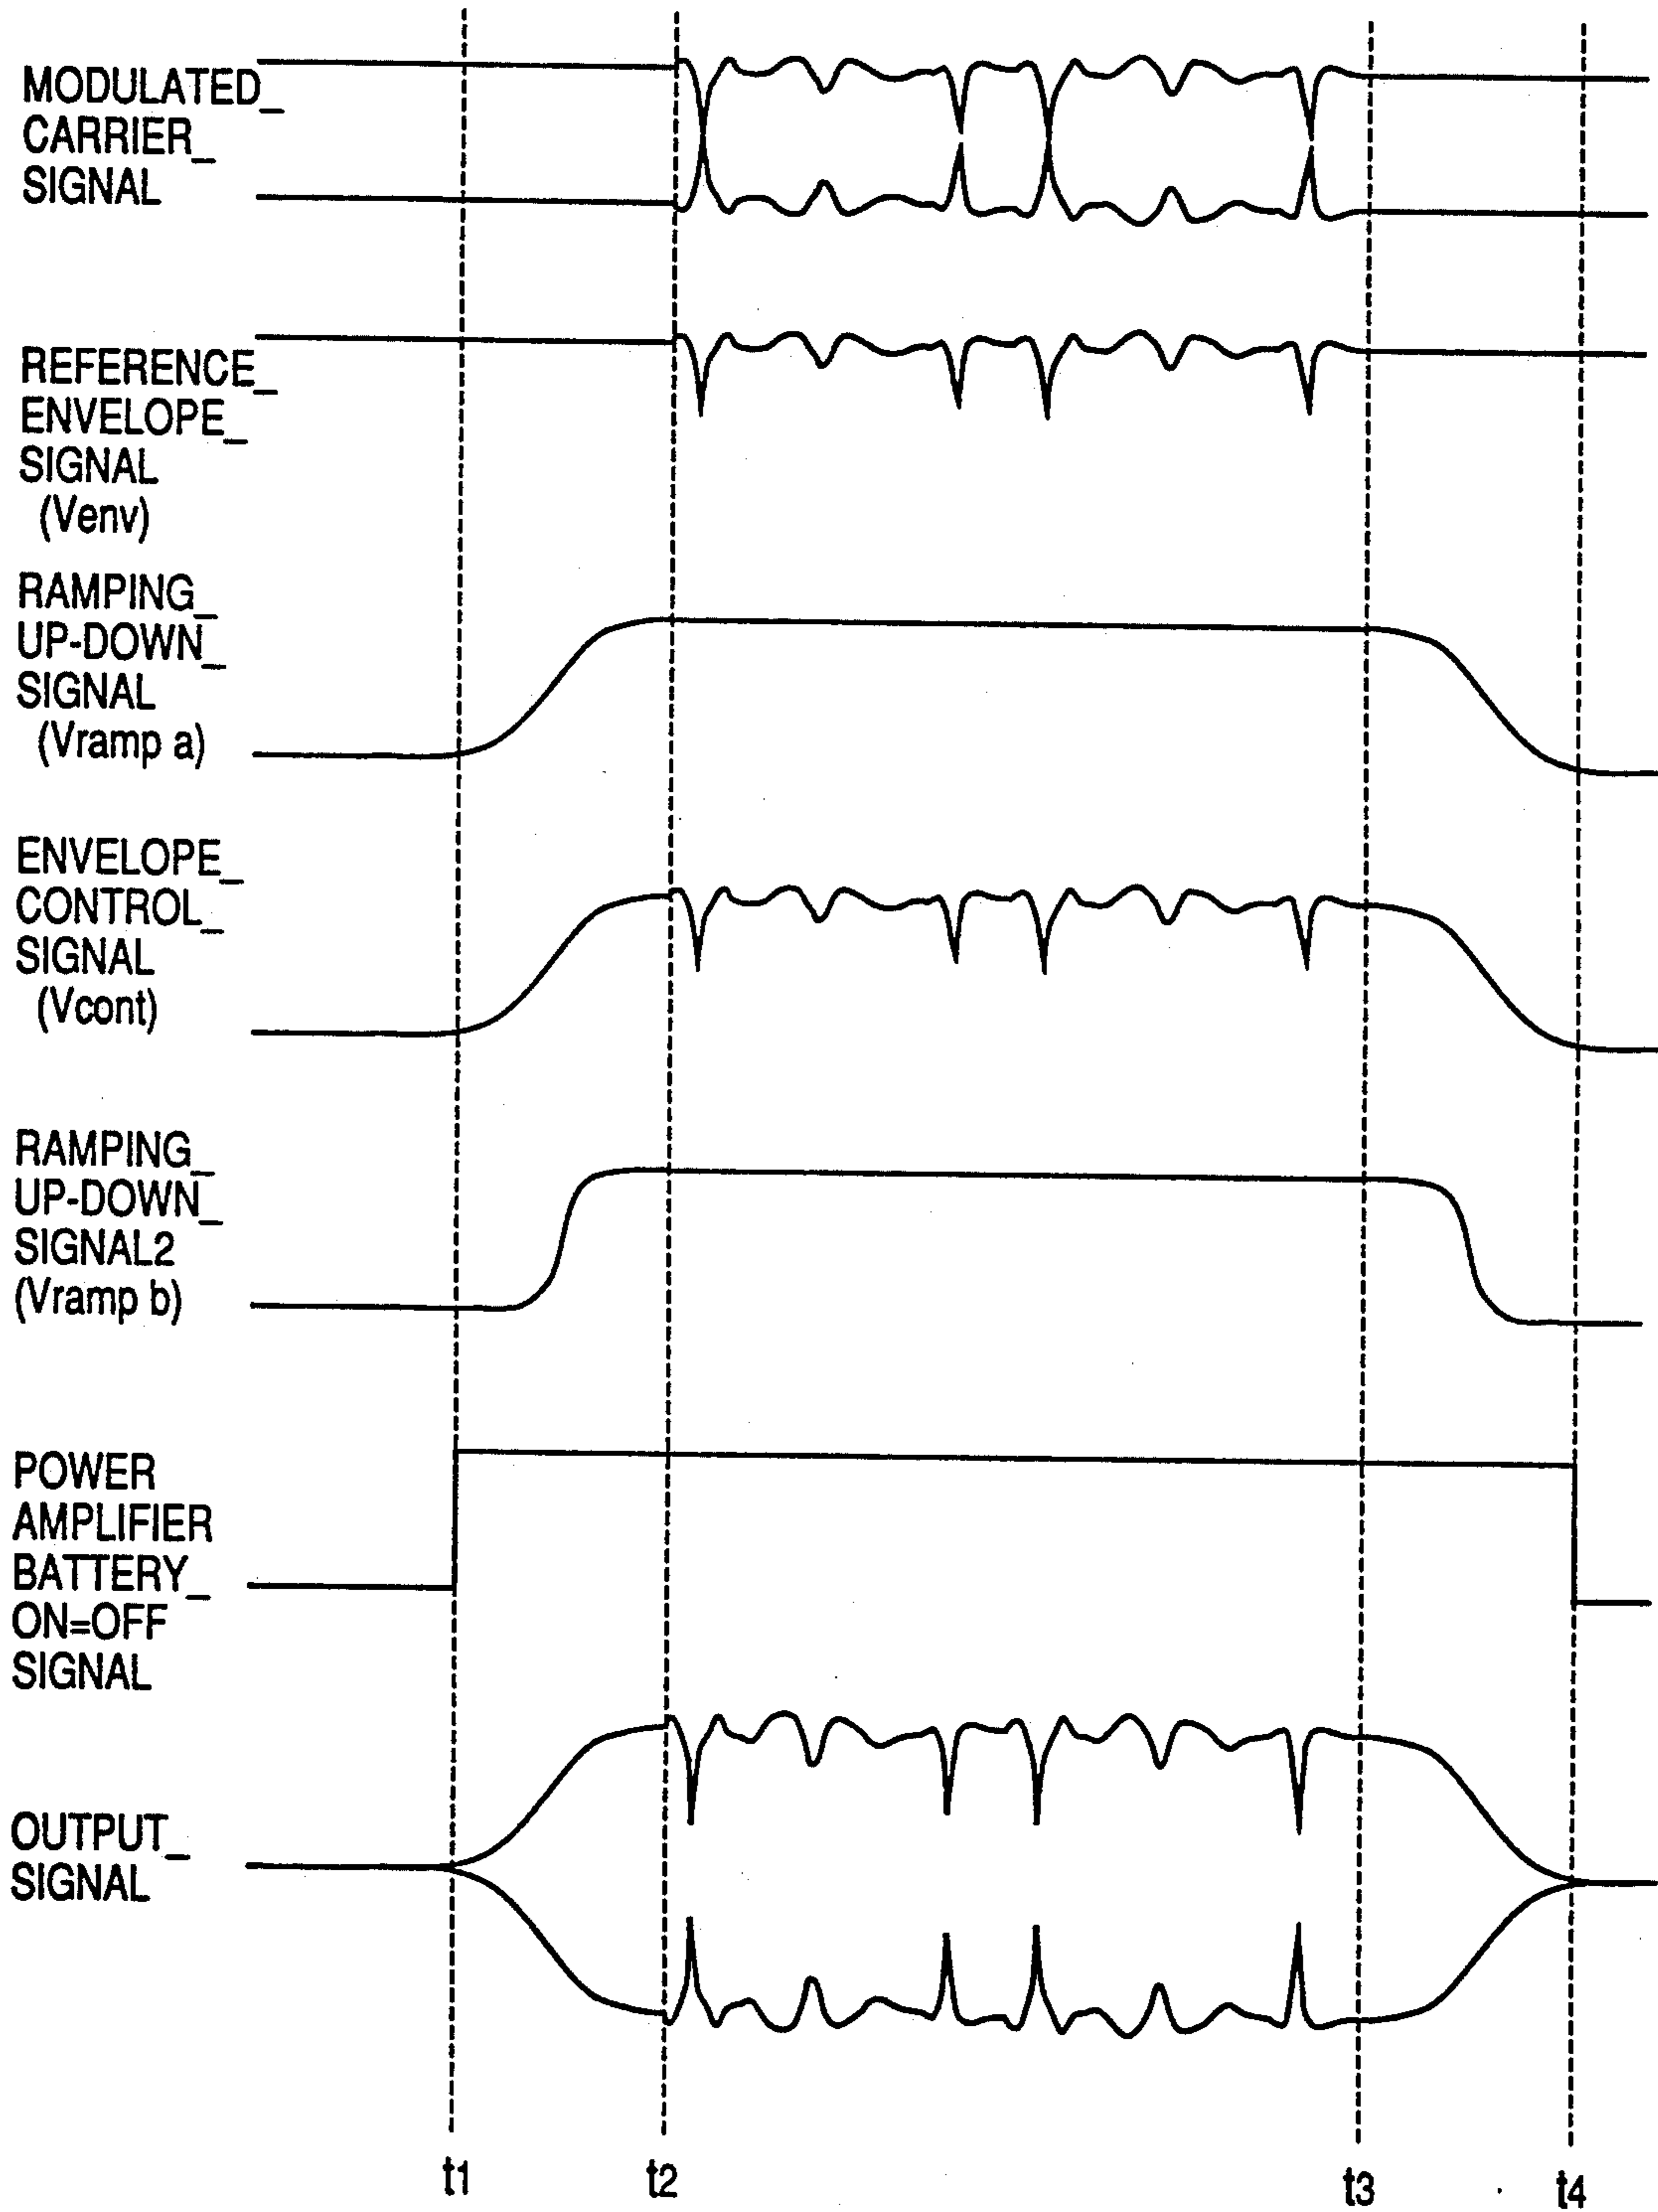 MODULATED_
CARRIER_
SIGNAL
REFERENCE_
ENVELOPE_
SIGNAL
(Venv)
RAMPING_
UP-DOWN_
SIGNAL
(Vramp a)
ENVELOPE_
CONTROL_
SIGNAL
(Vcont)
RAMPING_
UP-DOWN_
SIGNAL2
(Vramp b)
POWER
AMPLIFIER
BATTERY_
ON=OFF
SIGNAL
OUTPUT_
SIGNAL
t1 t2 t3 t4